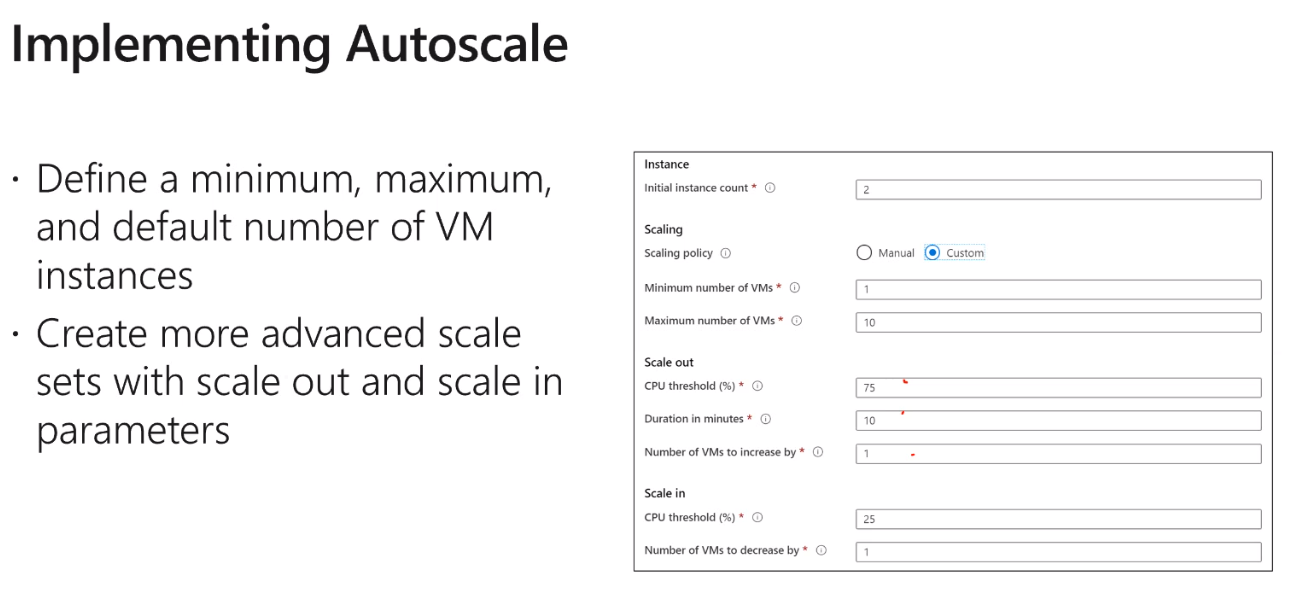 Implementing Autoscale
· Define a minimum, maximum,
and default number of VM
instances
· Create more advanced scale
sets with scale out and scale in
parameters
Instance
Initial instance count * ⓘ 2
Scaling
Scaling policy ⓘ Manual Custom
Minimum number of VMs * ⓘ 1
Maximum number of VMs * ⓘ 10
Scale out
CPU threshold (%) * ⓘ 75
Duration in minutes * ⓘ 10
Number of VMs to increase by * ⓘ 1
Scale in
CPU threshold (%) * ⓘ 25
Number of VMs to decrease by * ⓘ 1